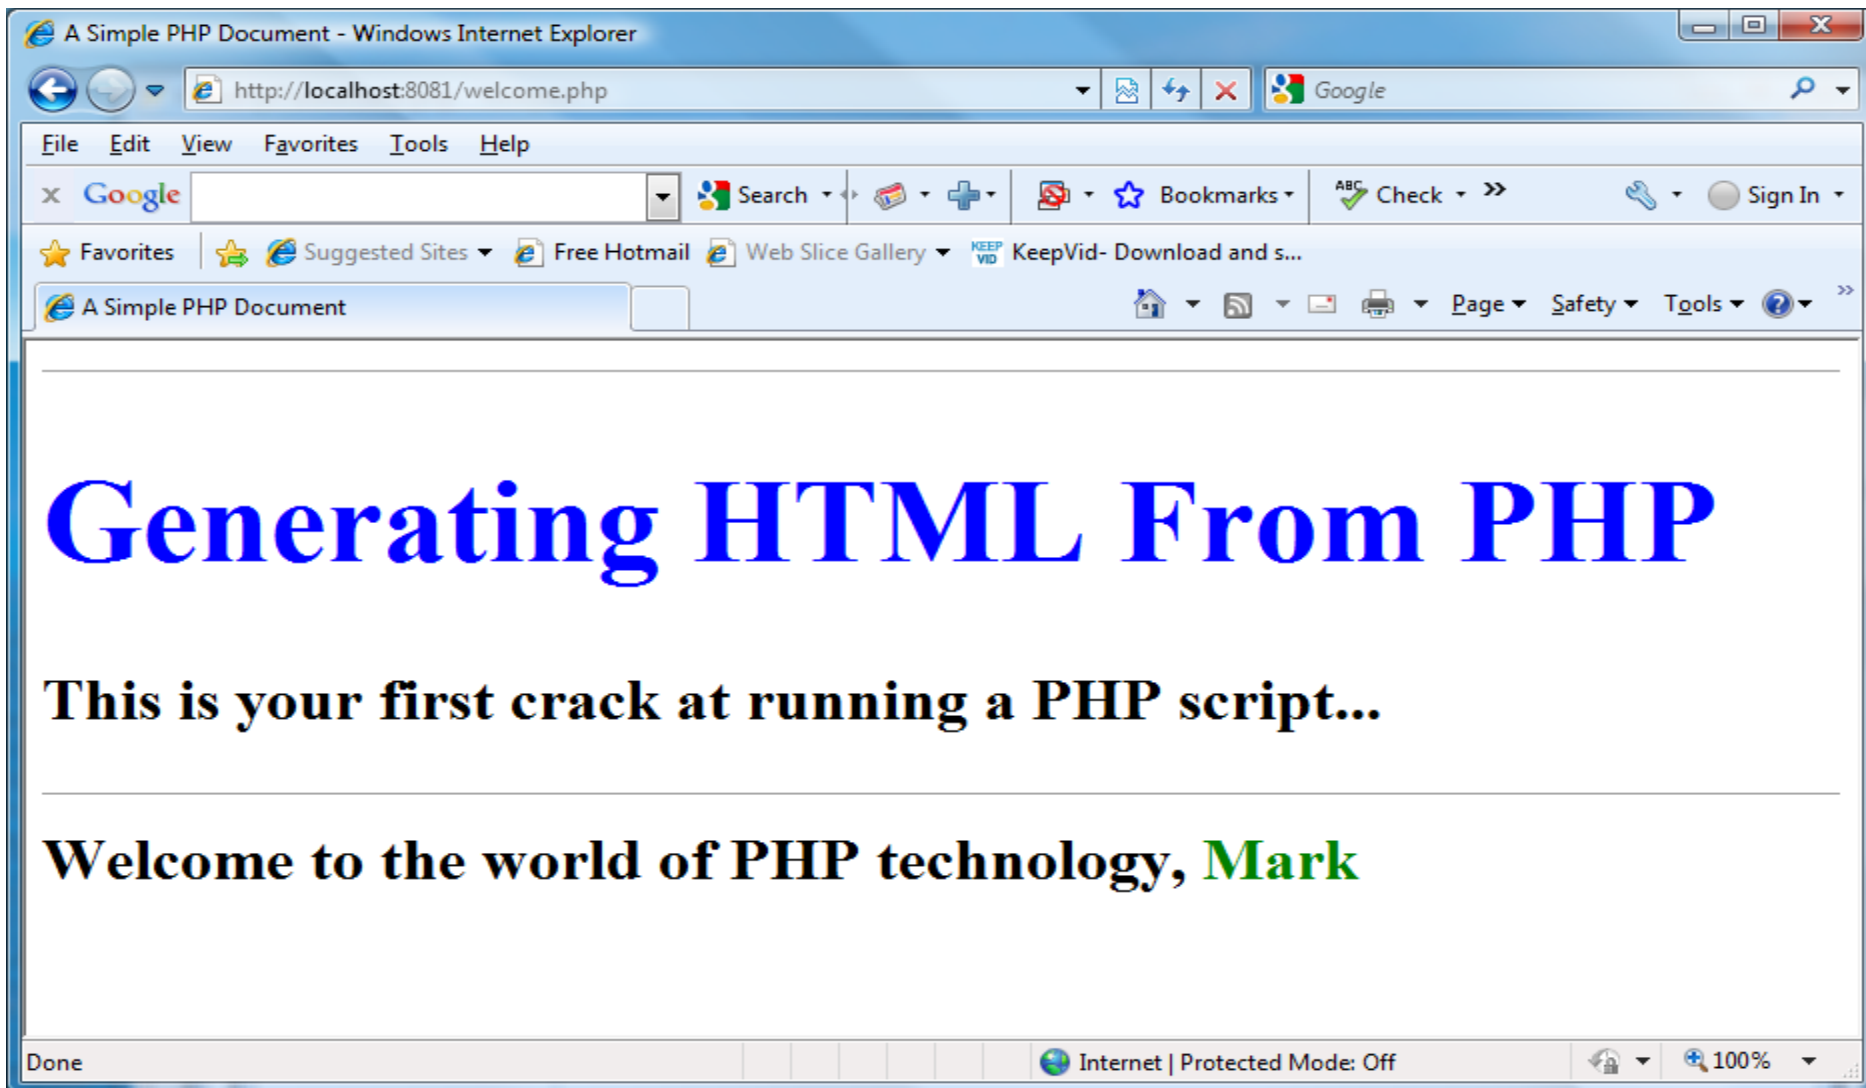 A Simple PHP Document - Windows Internet Explorer
http://localhost:8081/welcome.php Google
File Edit View Favorites Tools Help
x Google Search Bookmarks ABC Check >> Sign In
Favorites Suggested Sites Free Hotmail Web Slice Gallery KEEP VID KeepVid- Download and s...
A Simple PHP Document Page Safety Tools >>
Generating HTML From PHP
This is your first crack at running a PHP script...
Welcome to the world of PHP technology, Mark
Done Internet | Protected Mode: Off 100%